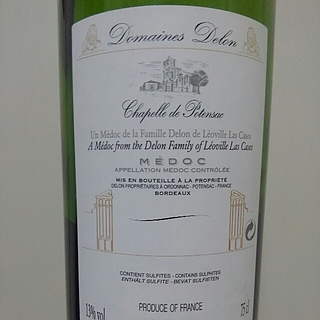 Domaines Delon
Chapelle de Potensac
Un Médoc de la Famille Delon de Léoville Las Cases
A Médoc from the Delon Family of Léoville Las Cases
MÉDOC
APPELLATION MÉDOC CONTRÔLÉE
MIS EN BOUTEILLE À LA PROPRIÉTÉ
DELON PROPRIÉTAIRES À ORDONNAC - POTENSAC - FRANCE
BORDEAUX
CONTIENT SULFITES - CONTAINS SULPHITES
ENTHÄLT SULFITE - BEVAT SULFIETEN
13% vol
PRODUCE OF FRANCE
75 cl